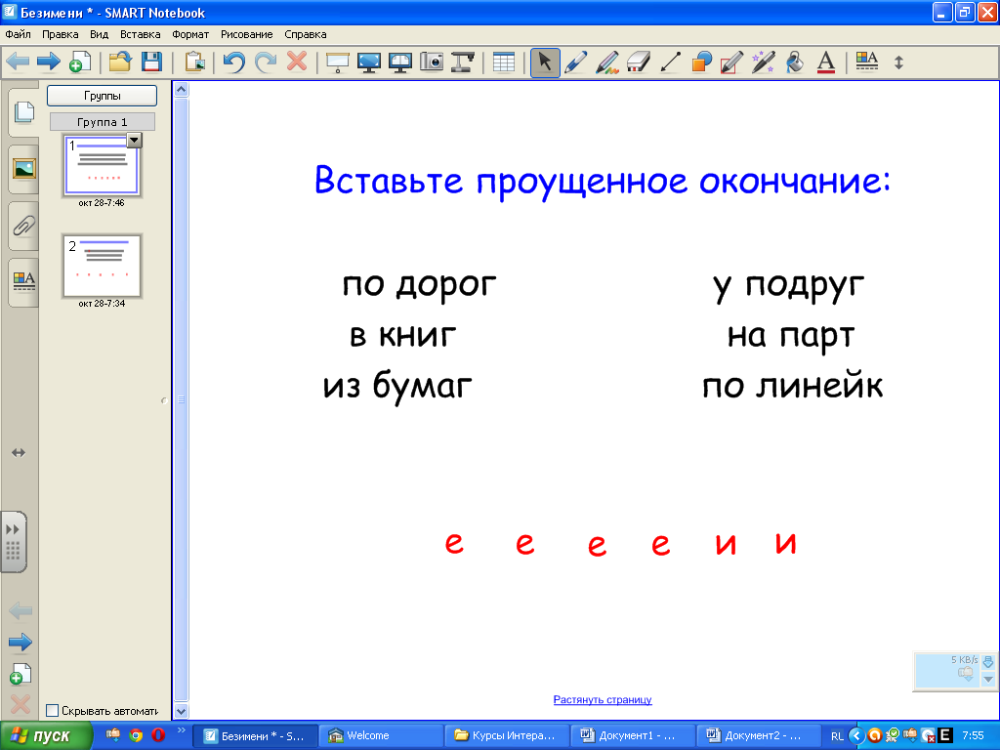 Безимени * - SMART Notebook
Файл Правка Вид Вставка Формат Рисование Справка
Группы
Группа 1
1
окт 28-7:46
2
окт 28-7:34
Вставьте проущенное окончание:
по дорог у подруг
в книг на парт
из бумаг по линейк
е е е е и и
5 KB/s
Растянуть страницу
Скрывать автомати
пуск
Безимени * - S...
Welcome
Курсы Интера...
Документ1 - ...
Документ2 - ...
RL
E
7:55